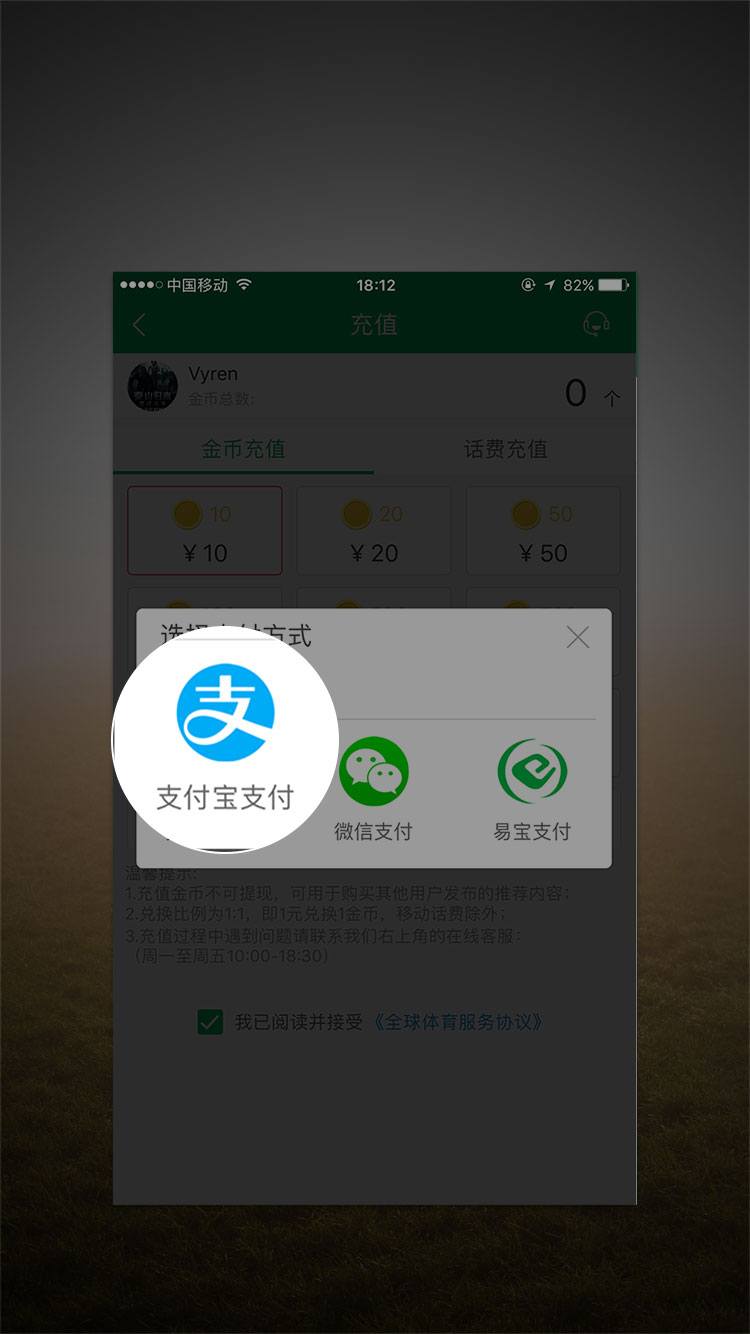 中国移动 18:12 82%
充值
Vyren
金币总数:
0 个
金币充值 话费充值
10 20 50
¥10 ¥20 ¥50
选择支付方式
支付宝支付
微信支付 易宝支付
温馨提示:
1.充值金币不可提现，可用于购买其他用户发布的推荐内容；
2.兑换比例为1:1，即1元兑换1金币，移动话费除外；
3.充值过程中遇到问题请联系我们右上角的在线客服：
（周一至周五10:00-18:30）
我已阅读并接受《全球体育服务协议》